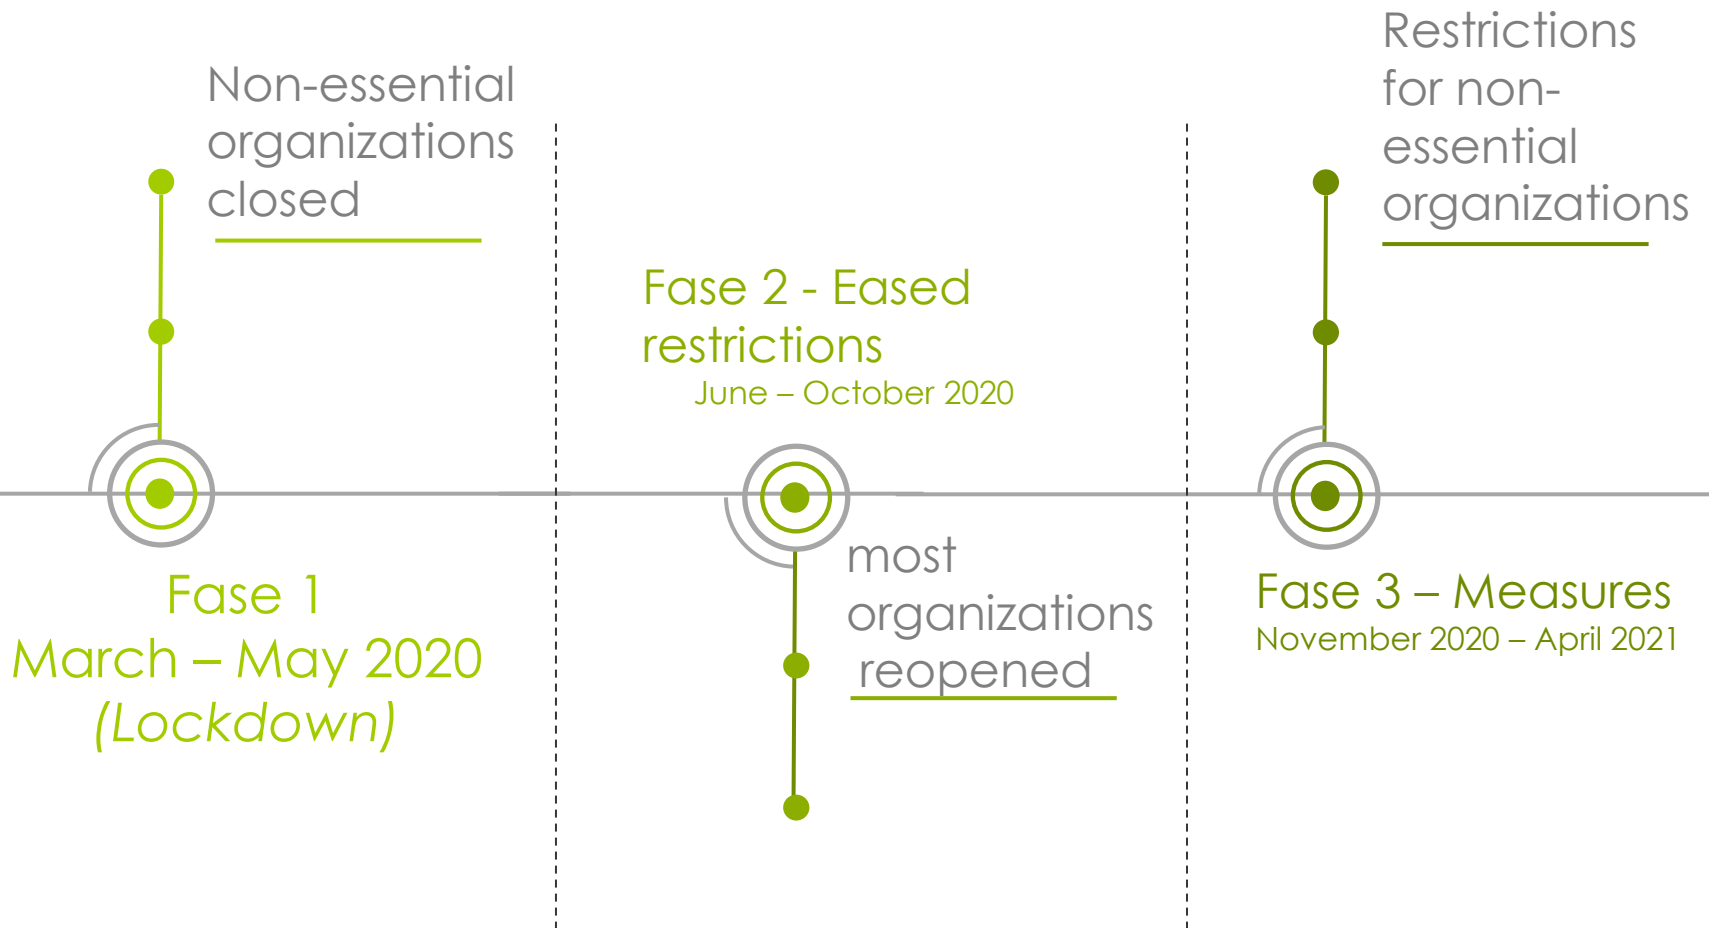 Non-essential
organizations
closed
Fase 1
March – May 2020
(Lockdown)
Fase 2 - Eased
restrictions
June – October 2020
most
organizations
reopened
Restrictions
for non-
essential
organizations
Fase 3 – Measures
November 2020 – April 2021